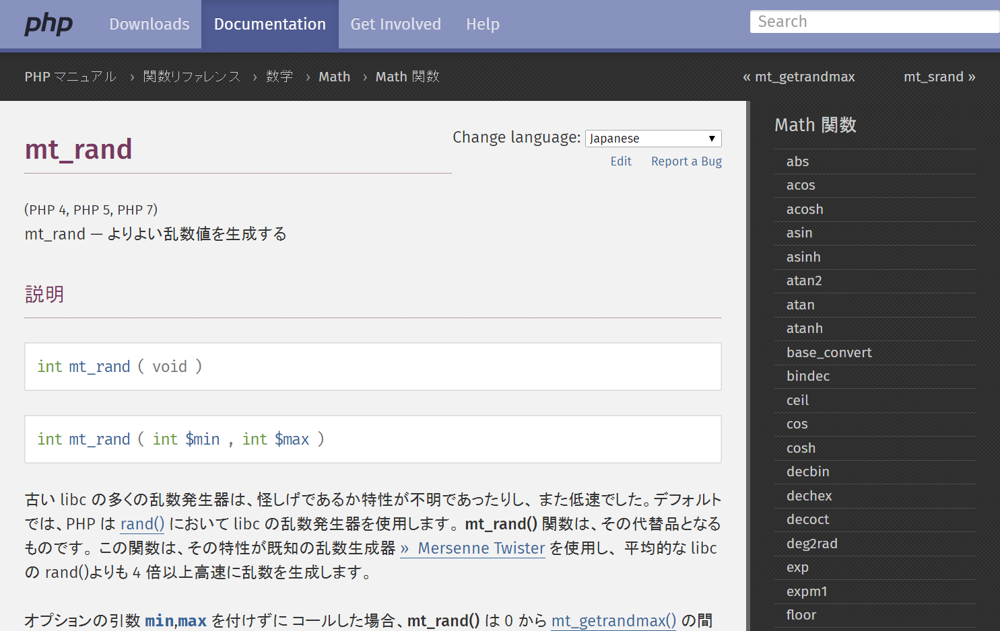 php Downloads Documentation Get Involved Help Search
PHP マニュアル › 関数リファレンス › 数学 › Math › Math 関数 « mt_getrandmax mt_srand »
mt_rand
Change language: Japanese
Edit Report a Bug
(PHP 4, PHP 5, PHP 7)
mt_rand — よりよい乱数値を生成する
説明
int mt_rand ( void )
int mt_rand ( int $min , int $max )
古い libc の多くの乱数発生器は、怪しげであるか特性が不明であったりし、 また低速でした。デフォルト
では、PHP は rand() において libc の乱数発生器を使用します。 mt_rand() 関数は、その代替品となる
ものです。 この関数は、その特性が既知の乱数生成器 » Mersenne Twister を使用し、 平均的な libc
の rand()よりも 4 倍以上高速に乱数を生成します。
オプションの引数 min,max を付けずに コールした場合、mt_rand() は 0 から mt_getrandmax() の間
Math 関数
abs
acos
acosh
asin
asinh
atan2
atan
atanh
base_convert
bindec
ceil
cos
cosh
decbin
dechex
decoct
deg2rad
exp
expm1
floor